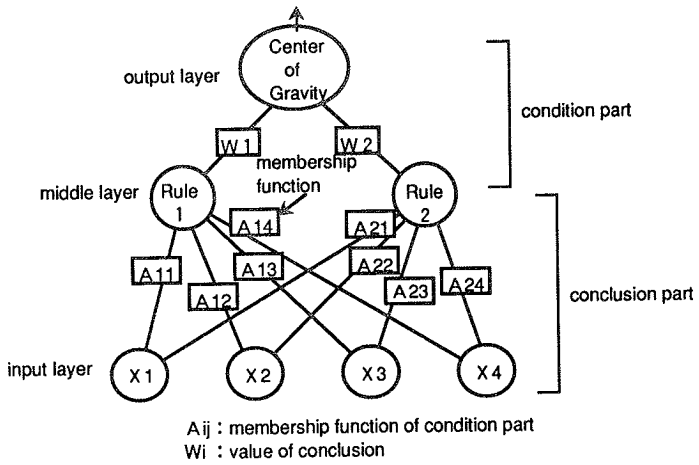 Center
of
Gravity
output layer
condition part
W 1
W 2
membership
function
middle layer
Rule
1
Rule
2
A 14
A 21
A 11
A 13
A 22
A 12
A 23
A 24
conclusion part
input layer
X 1
X 2
X 3
X 4
A ij : membership function of condition part
Wi : value of conclusion